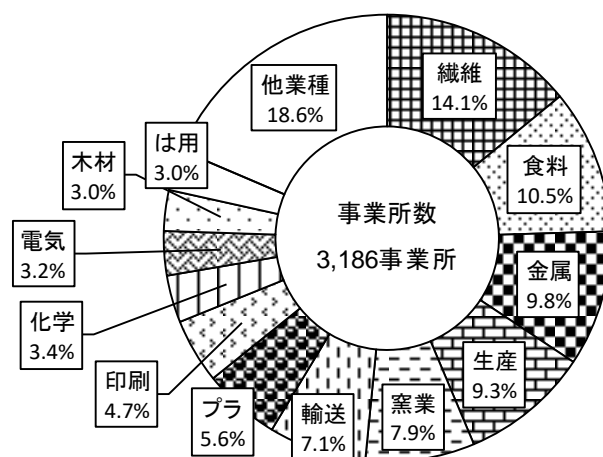 繊維
14.1%
食料
10.5%
金属
9.8%
生産
9.3%
窯業
7.9%
輸送
7.1%
プラ
5.6%
印刷
4.7%
化学
3.4%
電気
3.2%
木材
3.0%
は用
3.0%
他業種
18.6%
事業所数
3,186事業所